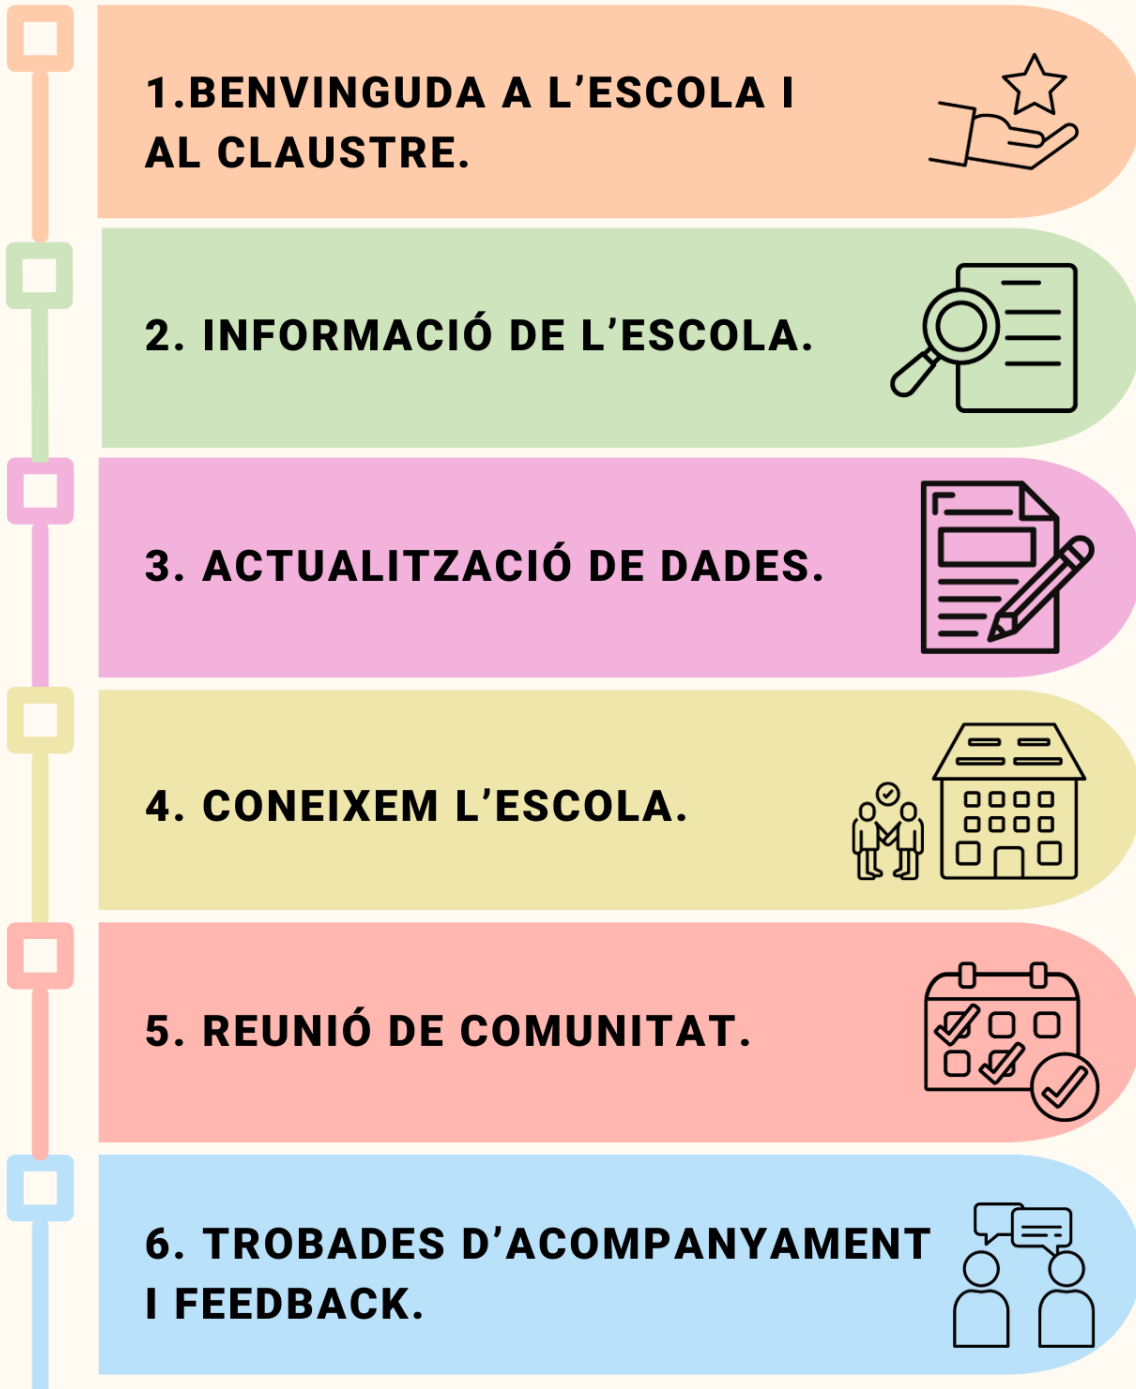 1.BENVINGUDA A L’ESCOLA I
AL CLAUSTRE.
2. INFORMACIÓ DE L’ESCOLA.
3. ACTUALITZACIÓ DE DADES.
4. CONEIXEM L’ESCOLA.
5. REUNIÓ DE COMUNITAT.
6. TROBADES D’ACOMPANYAMENT
I FEEDBACK.